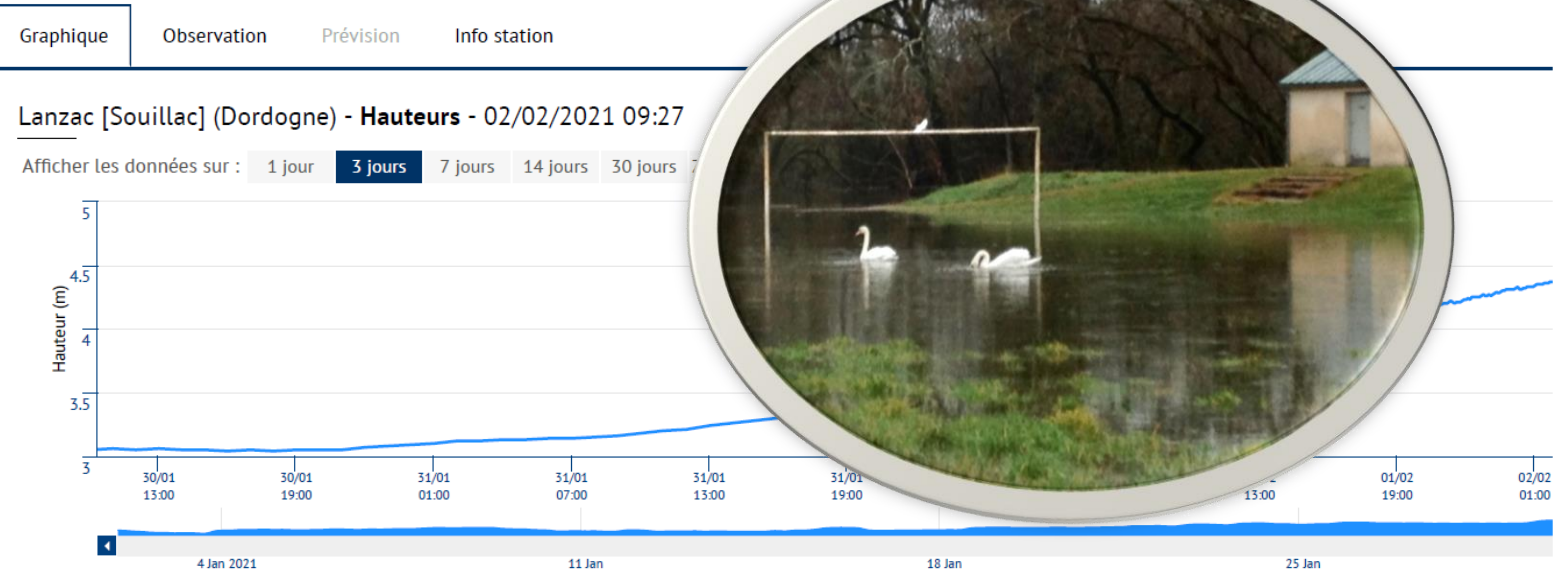 Graphique Observation Prévision Info station
Lanzac [Souillac] (Dordogne) - Hauteurs - 02/02/2021 09:27
Afficher les données sur : 1 jour 3 jours 7 jours 14 jours 30 jours
5
4.5
4
3.5
3
Hauteur (m)
30/01 30/01 31/01 31/01 31/01 31/01 01/02 02/02
13:00 19:00 01:00 07:00 13:00 19:00 13:00 19:00 01:00
4 Jan 2021 11 Jan 18 Jan 25 Jan